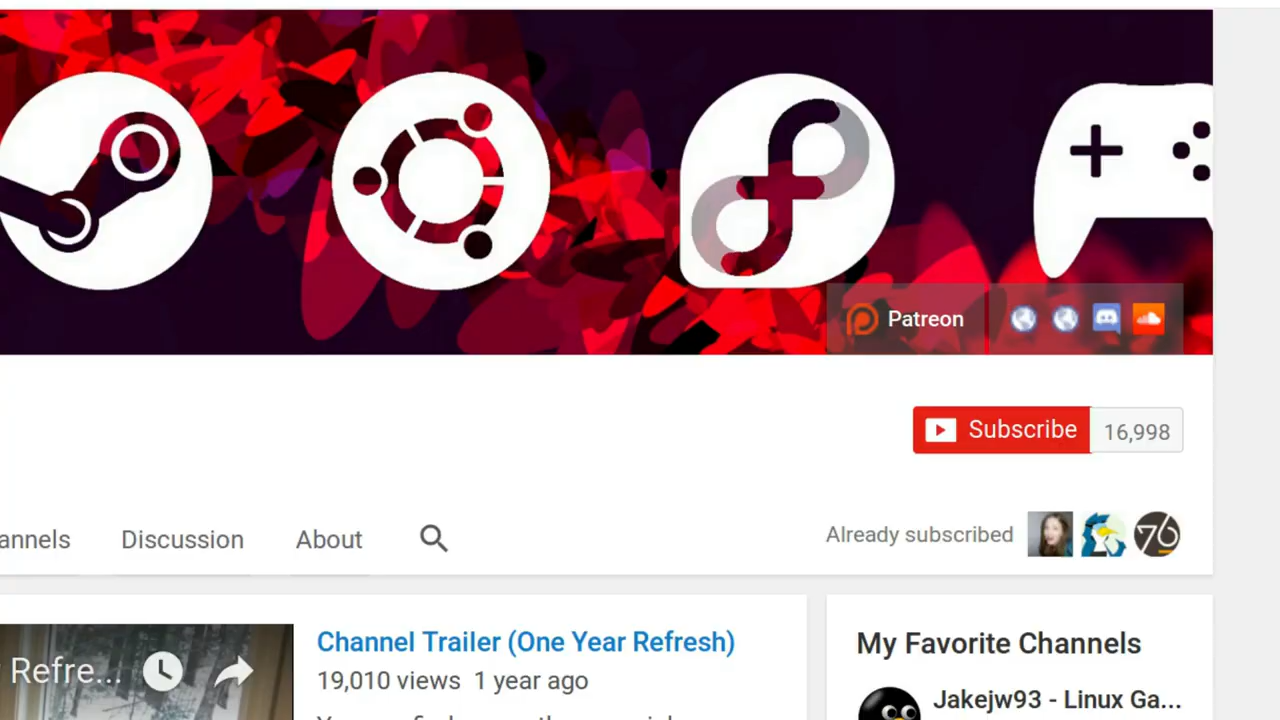 Patreon
Subscribe 16,998
annels Discussion About
Already subscribed
76
Refre...
Channel Trailer (One Year Refresh)
19,010 views 1 year ago
My Favorite Channels
Jakejw93 - Linux Ga...